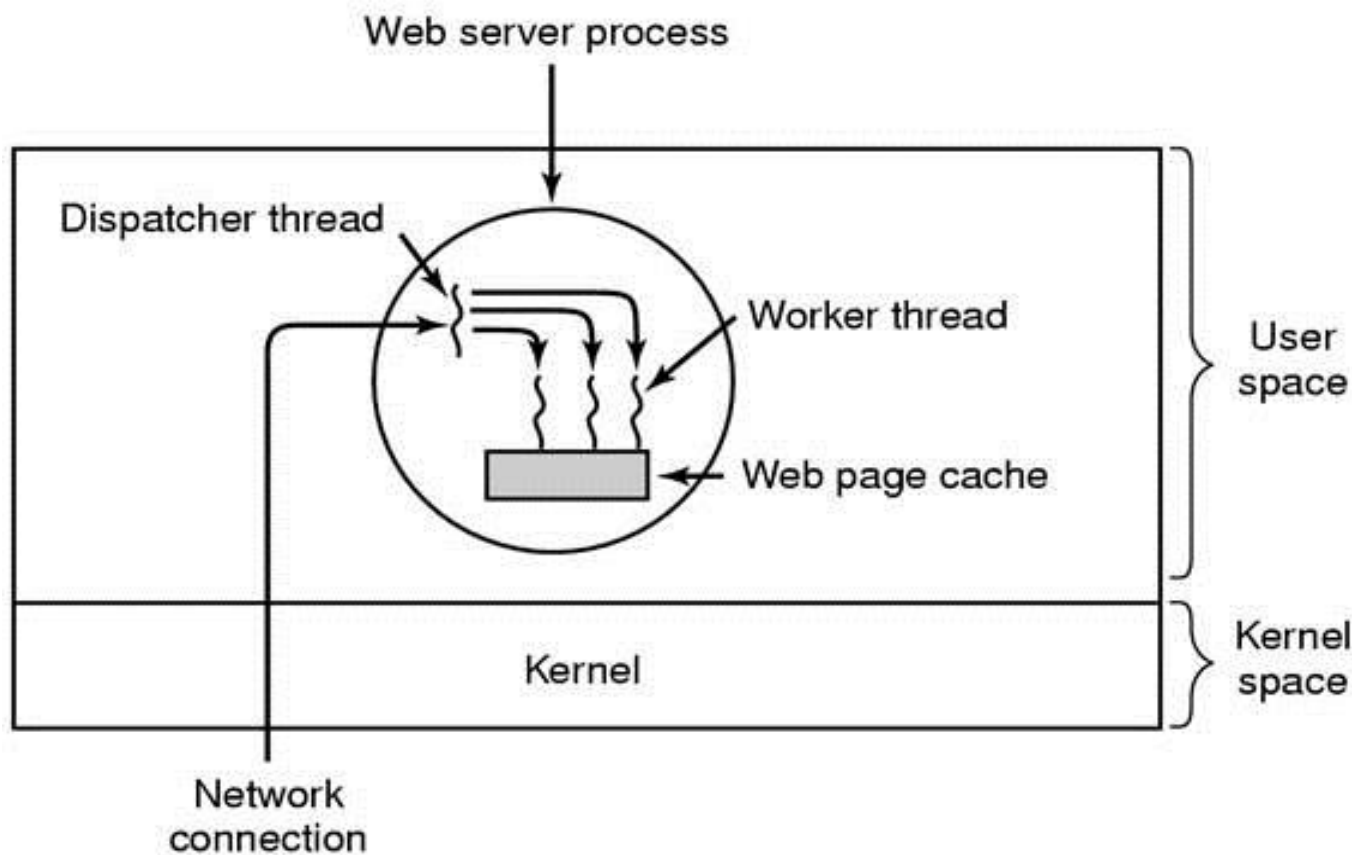 Web server process
Dispatcher thread
Worker thread
User
space
Web page cache
Kernel
Kernel
space
Network
connection